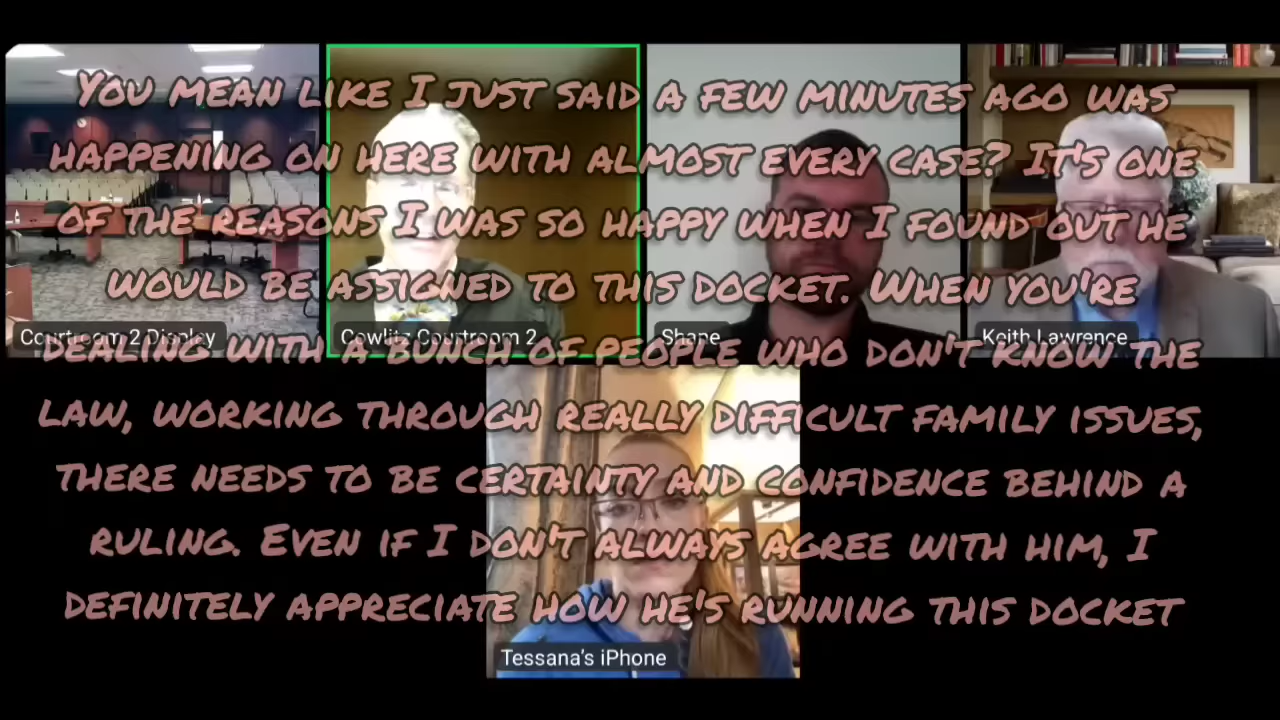 You mean like I just said a few minutes ago was
happening on here with almost every case? It's one
of the reasons I was so happy when I found out he
would be assigned to this docket. When you're
Courtroom 2 Display
Cowlitz Courtroom 2
Shane
Keith Lawrence
dealing with a bunch of people who don't know the
law, working through really difficult family issues,
there needs to be certainty and confidence behind a
ruling. Even if I don't always agree with him, I
definitely appreciate how he's running this docket
Tessana's iPhone